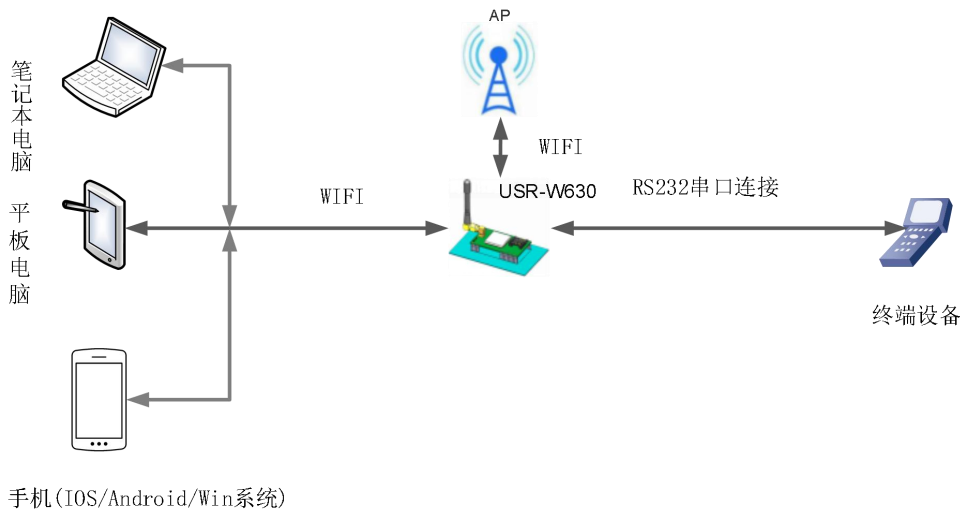 AP
笔记本电脑
WIFI
USR-W630
RS232串口连接
WIFI
平板电脑
终端设备
手机(IOS/Android/Win系统)